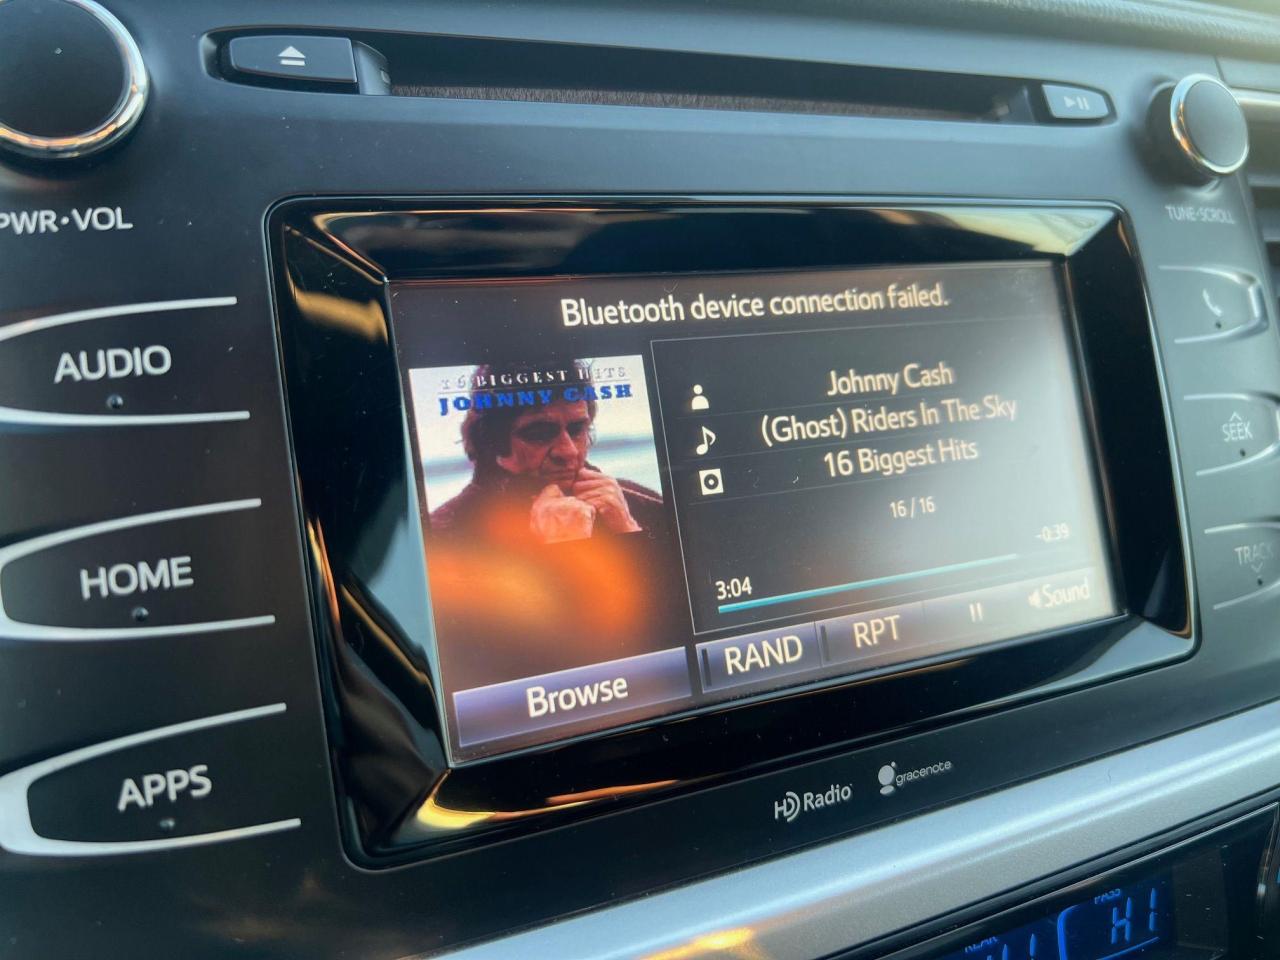 PWR•VOL
TUNE•SCROLL
AUDIO
HOME
APPS
Bluetooth device connection failed.
16 BIGGEST HITS
JOHNNY CASH
Johnny Cash
(Ghost) Riders In The Sky
16 Biggest Hits
16 / 16
-0:39
3:04
Browse
RAND
RPT
Sound
SEEK
TRACK
HD Radio
gracenote
REAR
PASS
HI